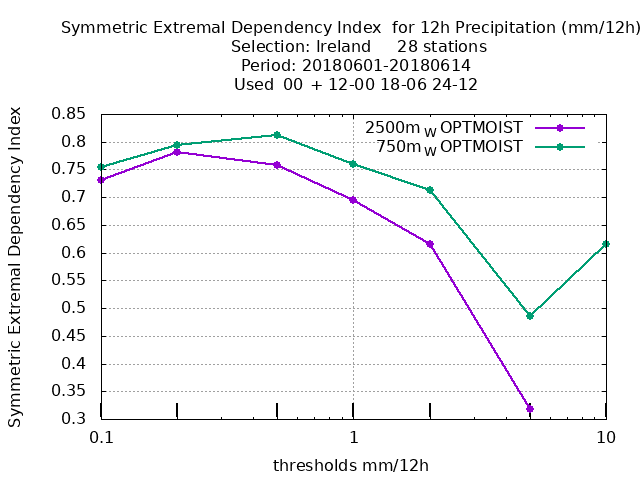 Symmetric Extremal Dependency Index  for 12h Precipitation (mm/12h)
Selection: Ireland     28 stations
Period: 20180601-20180614
Used  00  + 12-00 18-06 24-12
Symmetric Extremal Dependency Index
0.85
0.8
0.75
0.7
0.65
0.6
0.55
0.5
0.45
0.4
0.35
0.3
2500m W OPTMOIST
750m W OPTMOIST
0.1 1 10
thresholds mm/12h